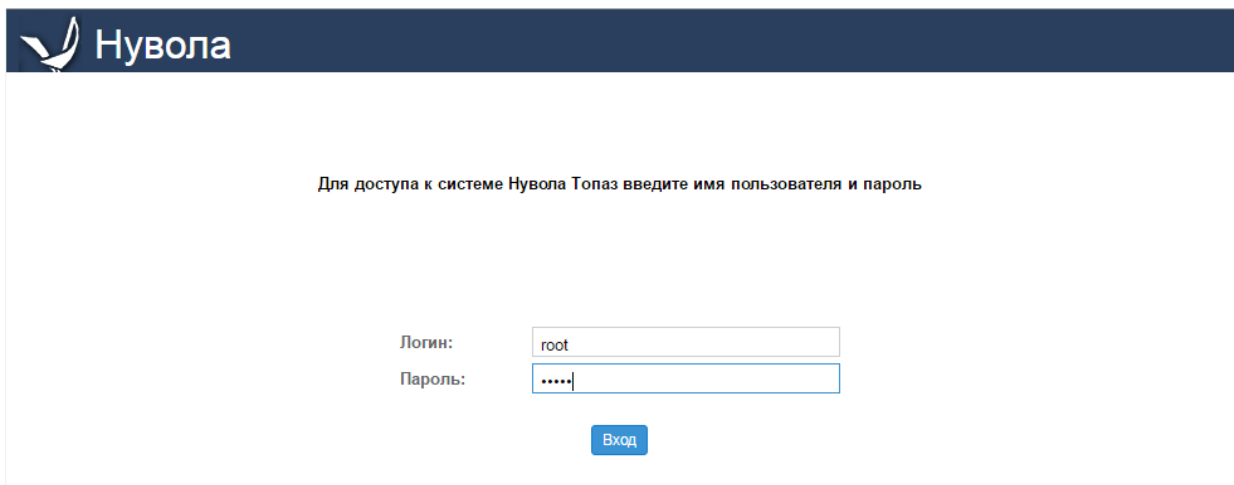 Нувола
Для доступа к системе Нувола Топаз введите имя пользователя и пароль
Логин: root
Пароль: •••••
Вход